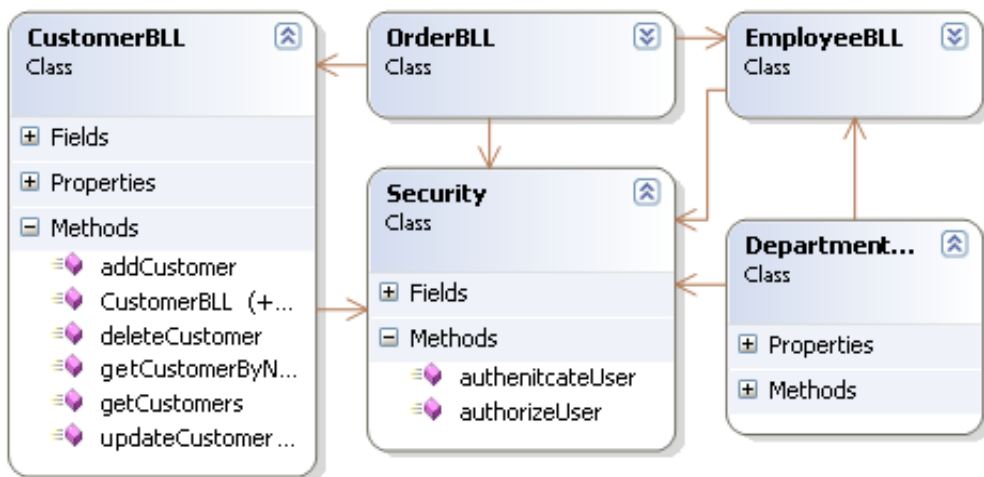 CustomerBLL
Class
Fields
Properties
Methods
addCustomer
CustomerBLL (+...
deleteCustomer
getCustomerByN...
getCustomers
updateCustomer ...
OrderBLL
Class
EmployeeBLL
Class
Security
Class
Fields
Methods
authenitcateUser
authorizeUser
Department...
Class
Properties
Methods